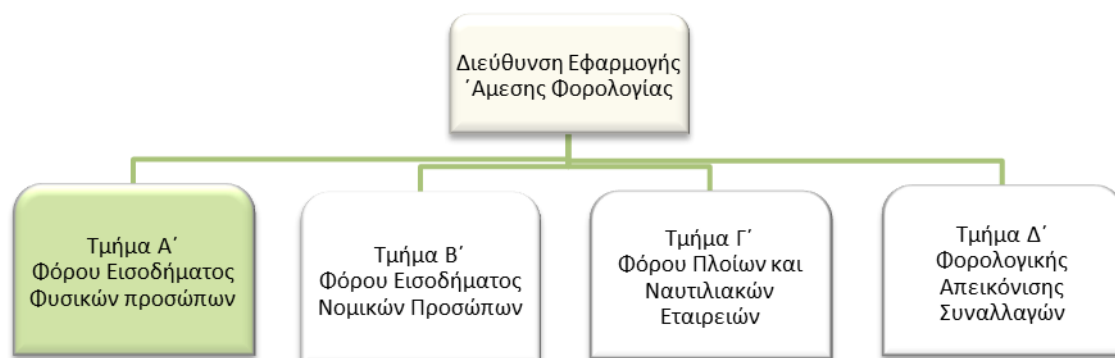 Διεύθυνση Εφαρμογής
΄Αμεσης Φορολογίας
Τμήμα Α΄
Φόρου Εισοδήματος
Φυσικών προσώπων
Τμήμα Β΄
Φόρου Εισοδήματος
Νομικών Προσώπων
Τμήμα Γ΄
Φόρου Πλοίων και
Ναυτιλιακών
Εταιρειών
Τμήμα Δ΄
Φορολογικής
Απεικόνισης
Συναλλαγών